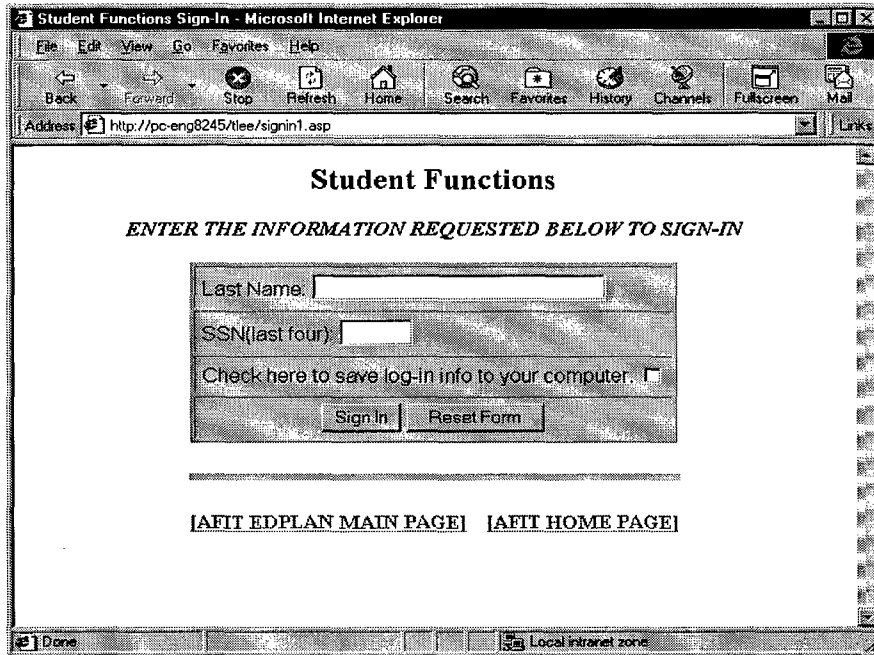 Student Functions Sign-In - Microsoft Internet Explorer
File Edit View Go Favorites Help
Back Forward Stop Refresh Home Search Favorites History Channels Fullscreen Mail
Address http://pc-eng8245/tlee/signin1.asp Links
Student Functions
ENTER THE INFORMATION REQUESTED BELOW TO SIGN-IN
Last Name:
SSN(last four):
Check here to save log-in info to your computer.
Sign In Reset Form
[AFIT EDPLAN MAIN PAGE] [AFIT HOME PAGE]
Done Local intranet zone